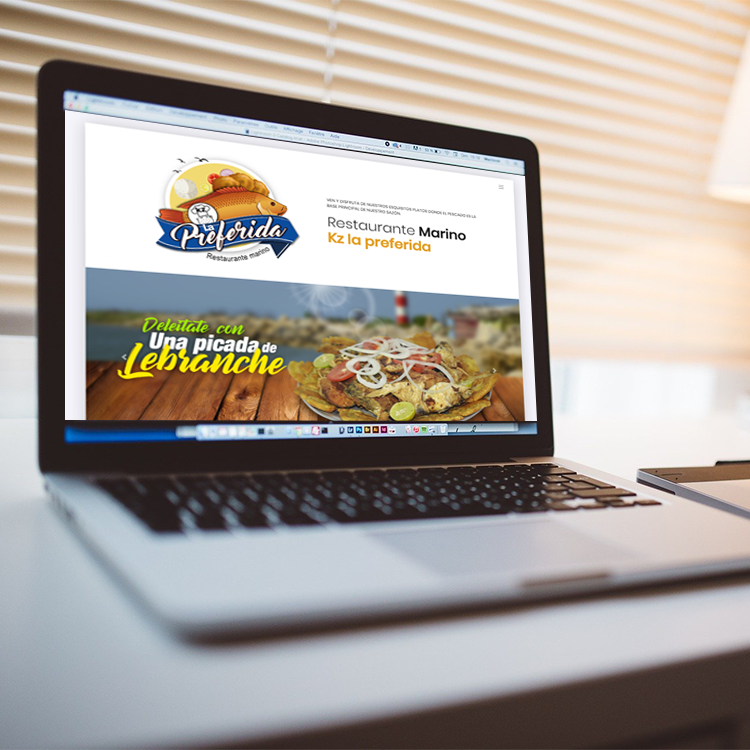 VEN Y DISFRUTA DE NUESTROS EXQUISITOS PLATOS DONDE EL PESCADO ES LA
BASE PRINCIPAL DE NUESTRO SAZÓN.
La
Preferida
Restaurante marino
Restaurante Marino
Kz la preferida
Deleitate con
Una picada de
Lebranche